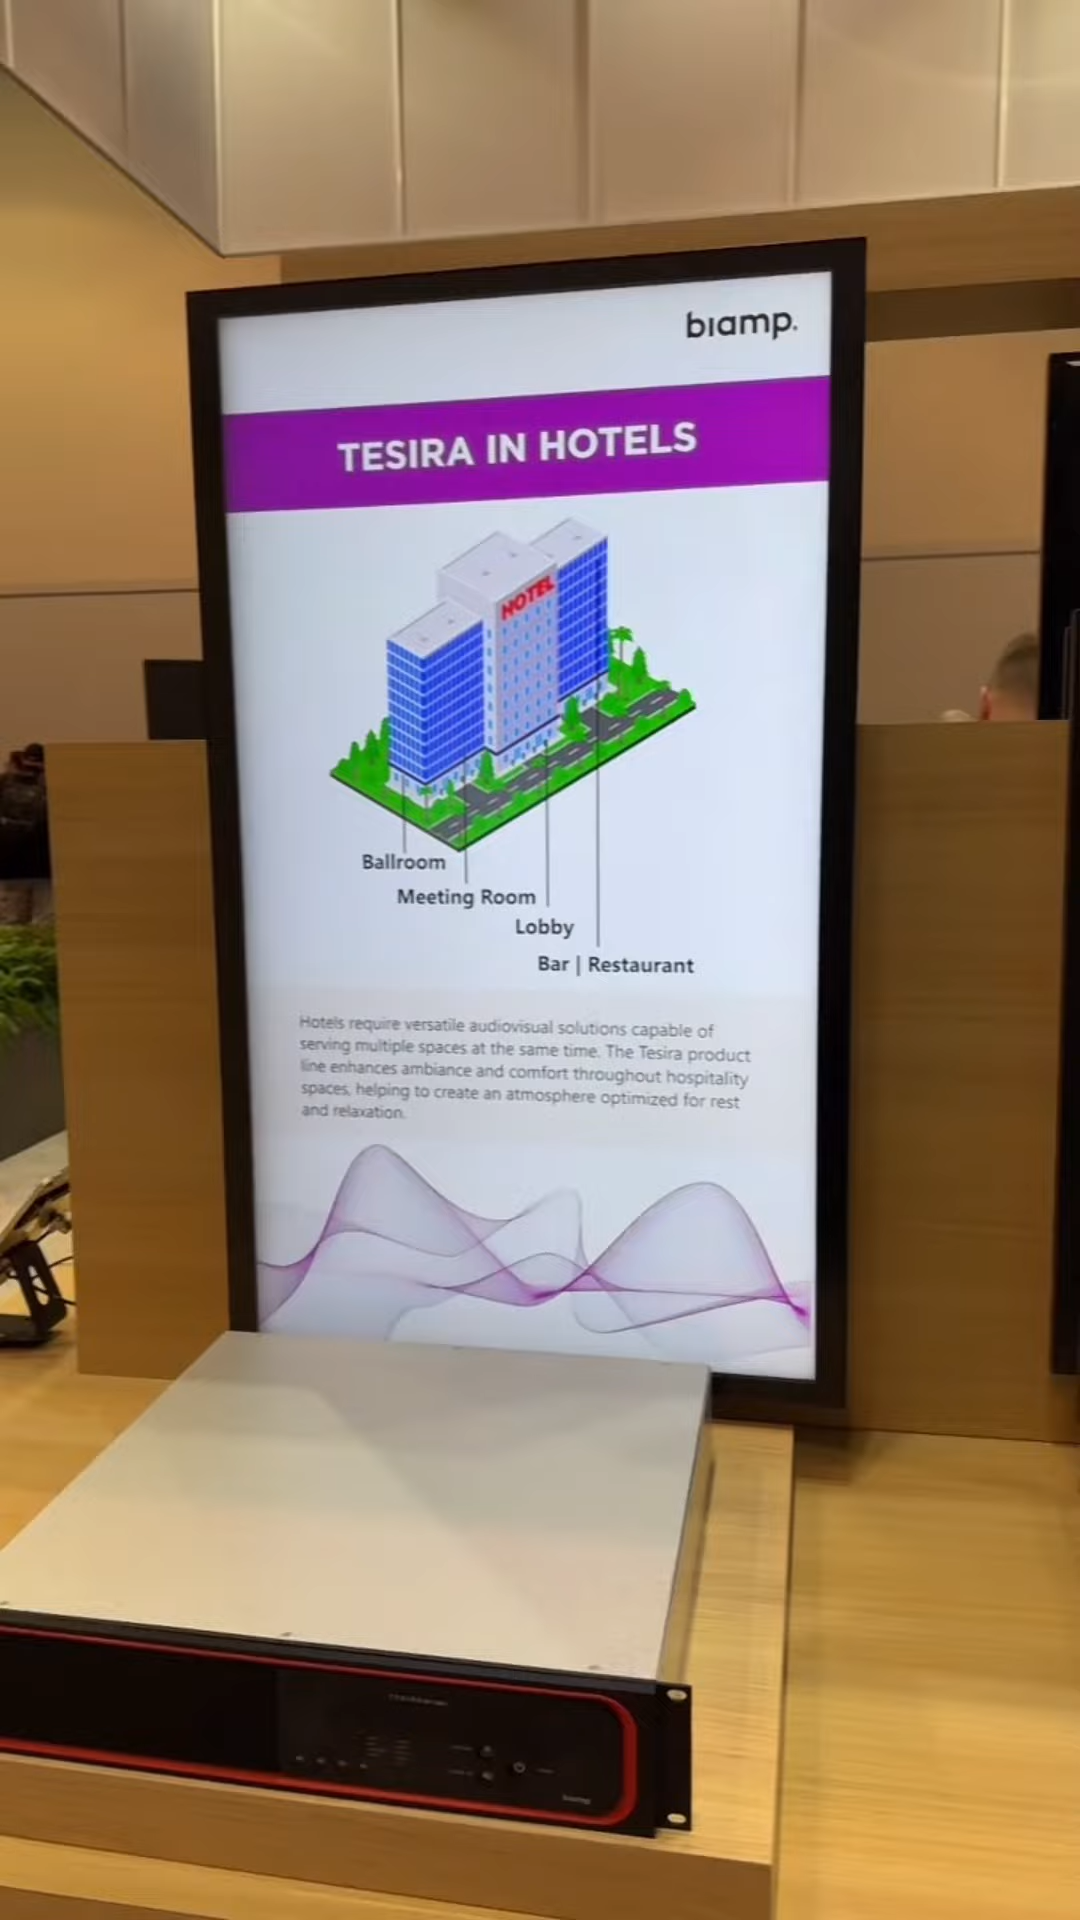 biamp.
TESIRA IN HOTELS
HOTEL
Ballroom
Meeting Room
Lobby
Bar | Restaurant
Hotels require versatile audiovisual solutions capable of
serving multiple spaces at the same time. The Tesira product
line enhances ambiance and comfort throughout hospitality
spaces, helping to create an atmosphere optimized for rest
and relaxation.
biamp